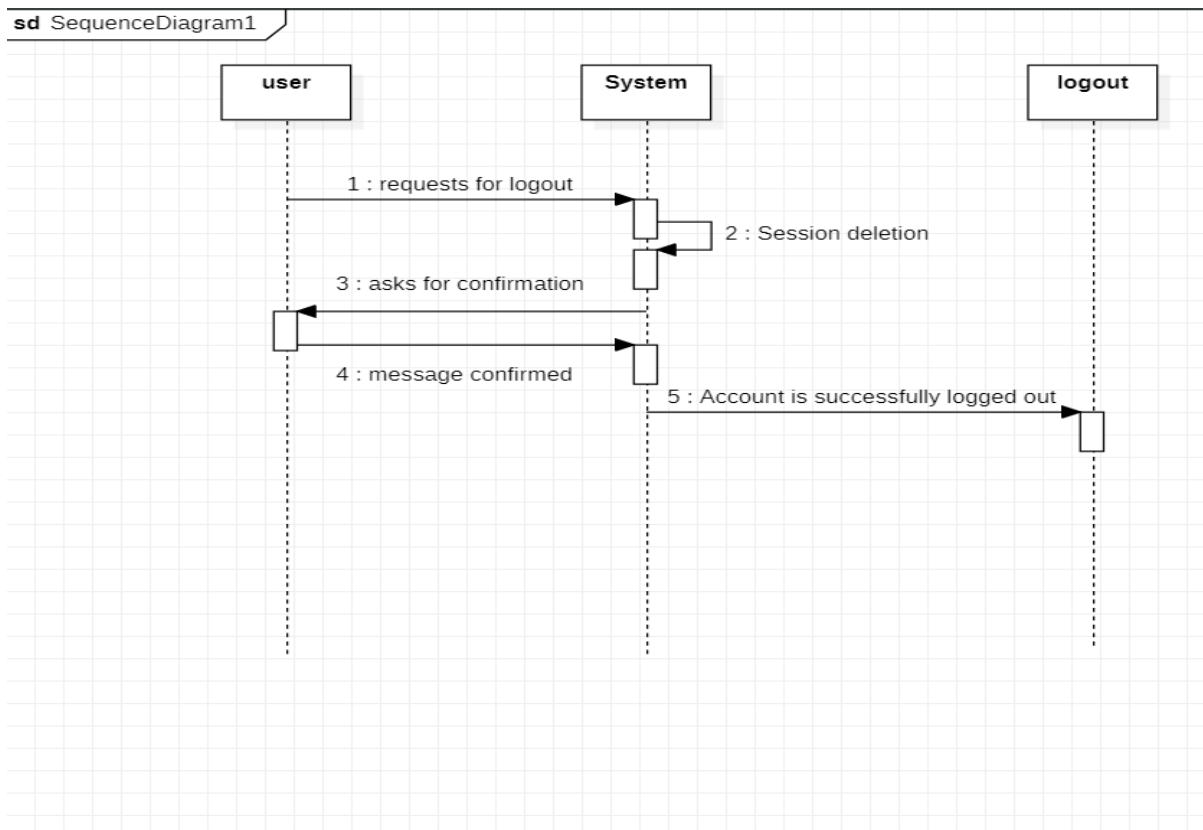 sd SequenceDiagram1
user
System
logout
1 : requests for logout
2 : Session deletion
3 : asks for confirmation
4 : message confirmed
5 : Account is successfully logged out